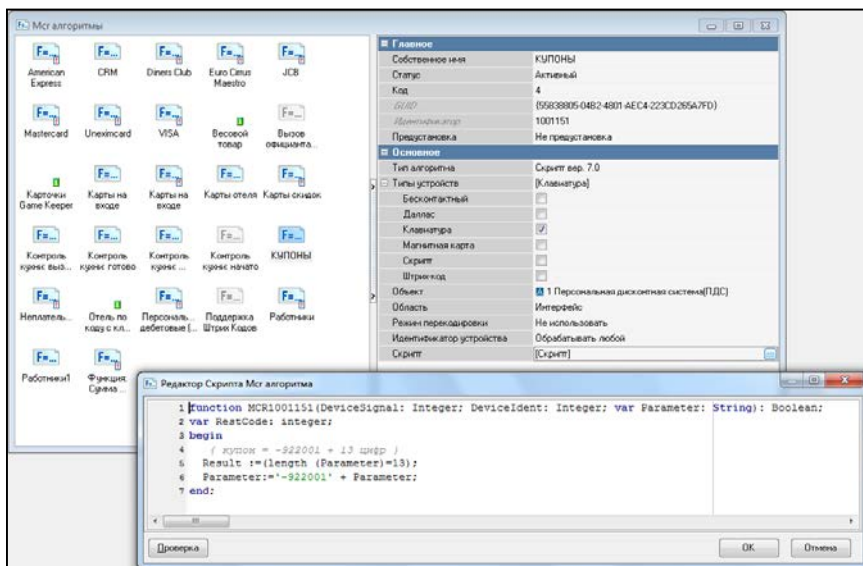 Mcr алгоритмы
American Express
CRM
Diners Club
Euro Cirrus Maestro
JCB
Mastercard
Unximcard
VISA
Весовой товар
Вызов официанта...
Карточки Game Keeper
Карты на входе
Карты на входе
Карты отеля
Карты скидок
Контроль кухни: выз...
Контроль кухни: готово
Контроль кухни: ...
Контроль кухни: начато
КУПОНЫ
Неплатель...
Отель по коду с кл...
Персональ... дебетовые (...
Поддержка Штрих Кодов
Работники
Работники1
Функция: Сумма ...
Главное
Собственное имя КУПОНЫ
Статус Активный
Код 4
GUID {55838805-04B2-4801-AEC4-223CD265A7FD}
Идентификатор 1001151
Предустановка Не предустановка
Основное
Тип алгоритма Скрипт вер. 7.0
Типы устройств [Клавиатура]
Бесконтактный
Даллас
Клавиатура
Магнитная карта
Скрипт
Штрих-код
Объект 1 Персональная дисконтная система(ПДС)
Область Интерфейс
Режим перекодировки Не использовать
Идентификатор устройства Обрабатывать любой
Скрипт [Скрипт]
Редактор Скрипта Mcr алгоритма
1 function MCR1001151(DeviceSignal: Integer; DeviceIdent: Integer; var Parameter: String): Boolean;
2 var RestCode: integer;
3 begin
4 { купон = -922001 + 13 цифр }
5 Result :=(length (Parameter)=13);
6 Parameter:='-922001' + Parameter;
7 end;
Проверка
OK
Отмена